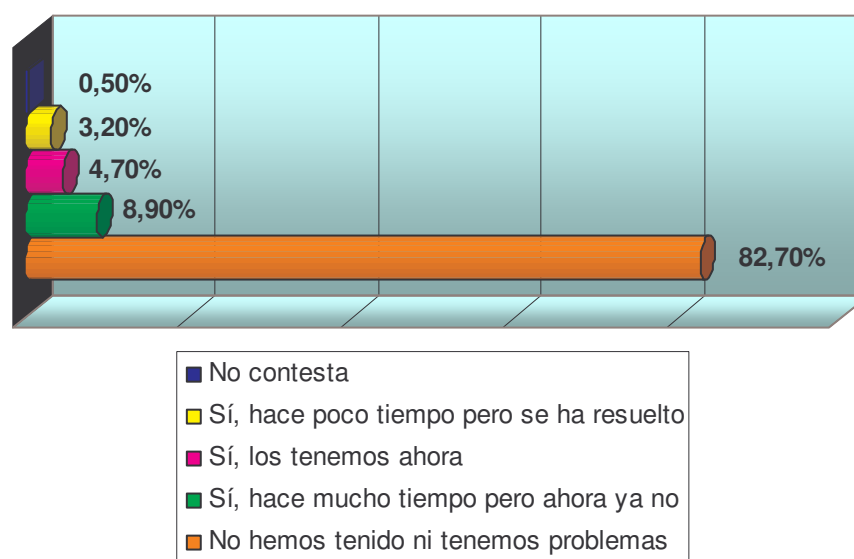 0,50%
3,20%
4,70%
8,90%
82,70%
No contesta
Sí, hace poco tiempo pero se ha resuelto
Sí, los tenemos ahora
Sí, hace mucho tiempo pero ahora ya no
No hemos tenido ni tenemos problemas